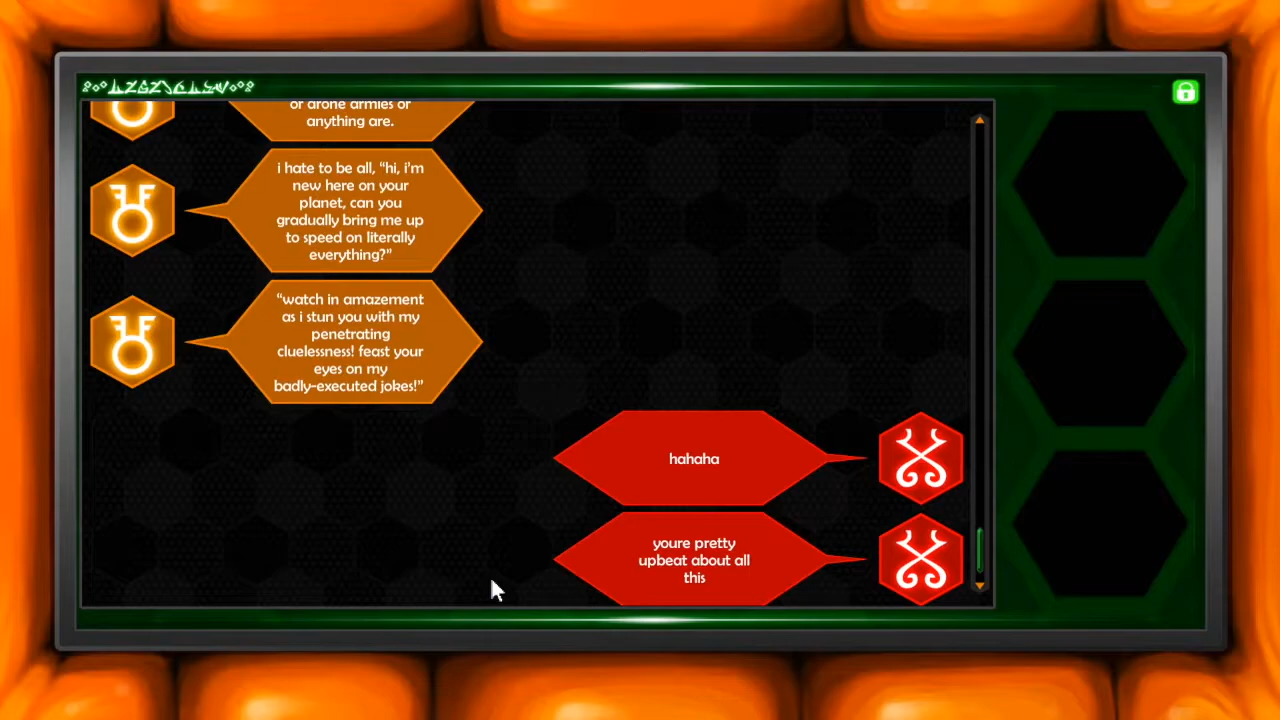 or drone armies or
anything are.
i hate to be all, “hi, i’m
new here on your
planet, can you
gradually bring me up
to speed on literally
everything?”
“watch in amazement
as i stun you with my
penetrating
cluelessness! feast your
eyes on my
badly-executed jokes!”
hahaha
youre pretty
upbeat about all
this